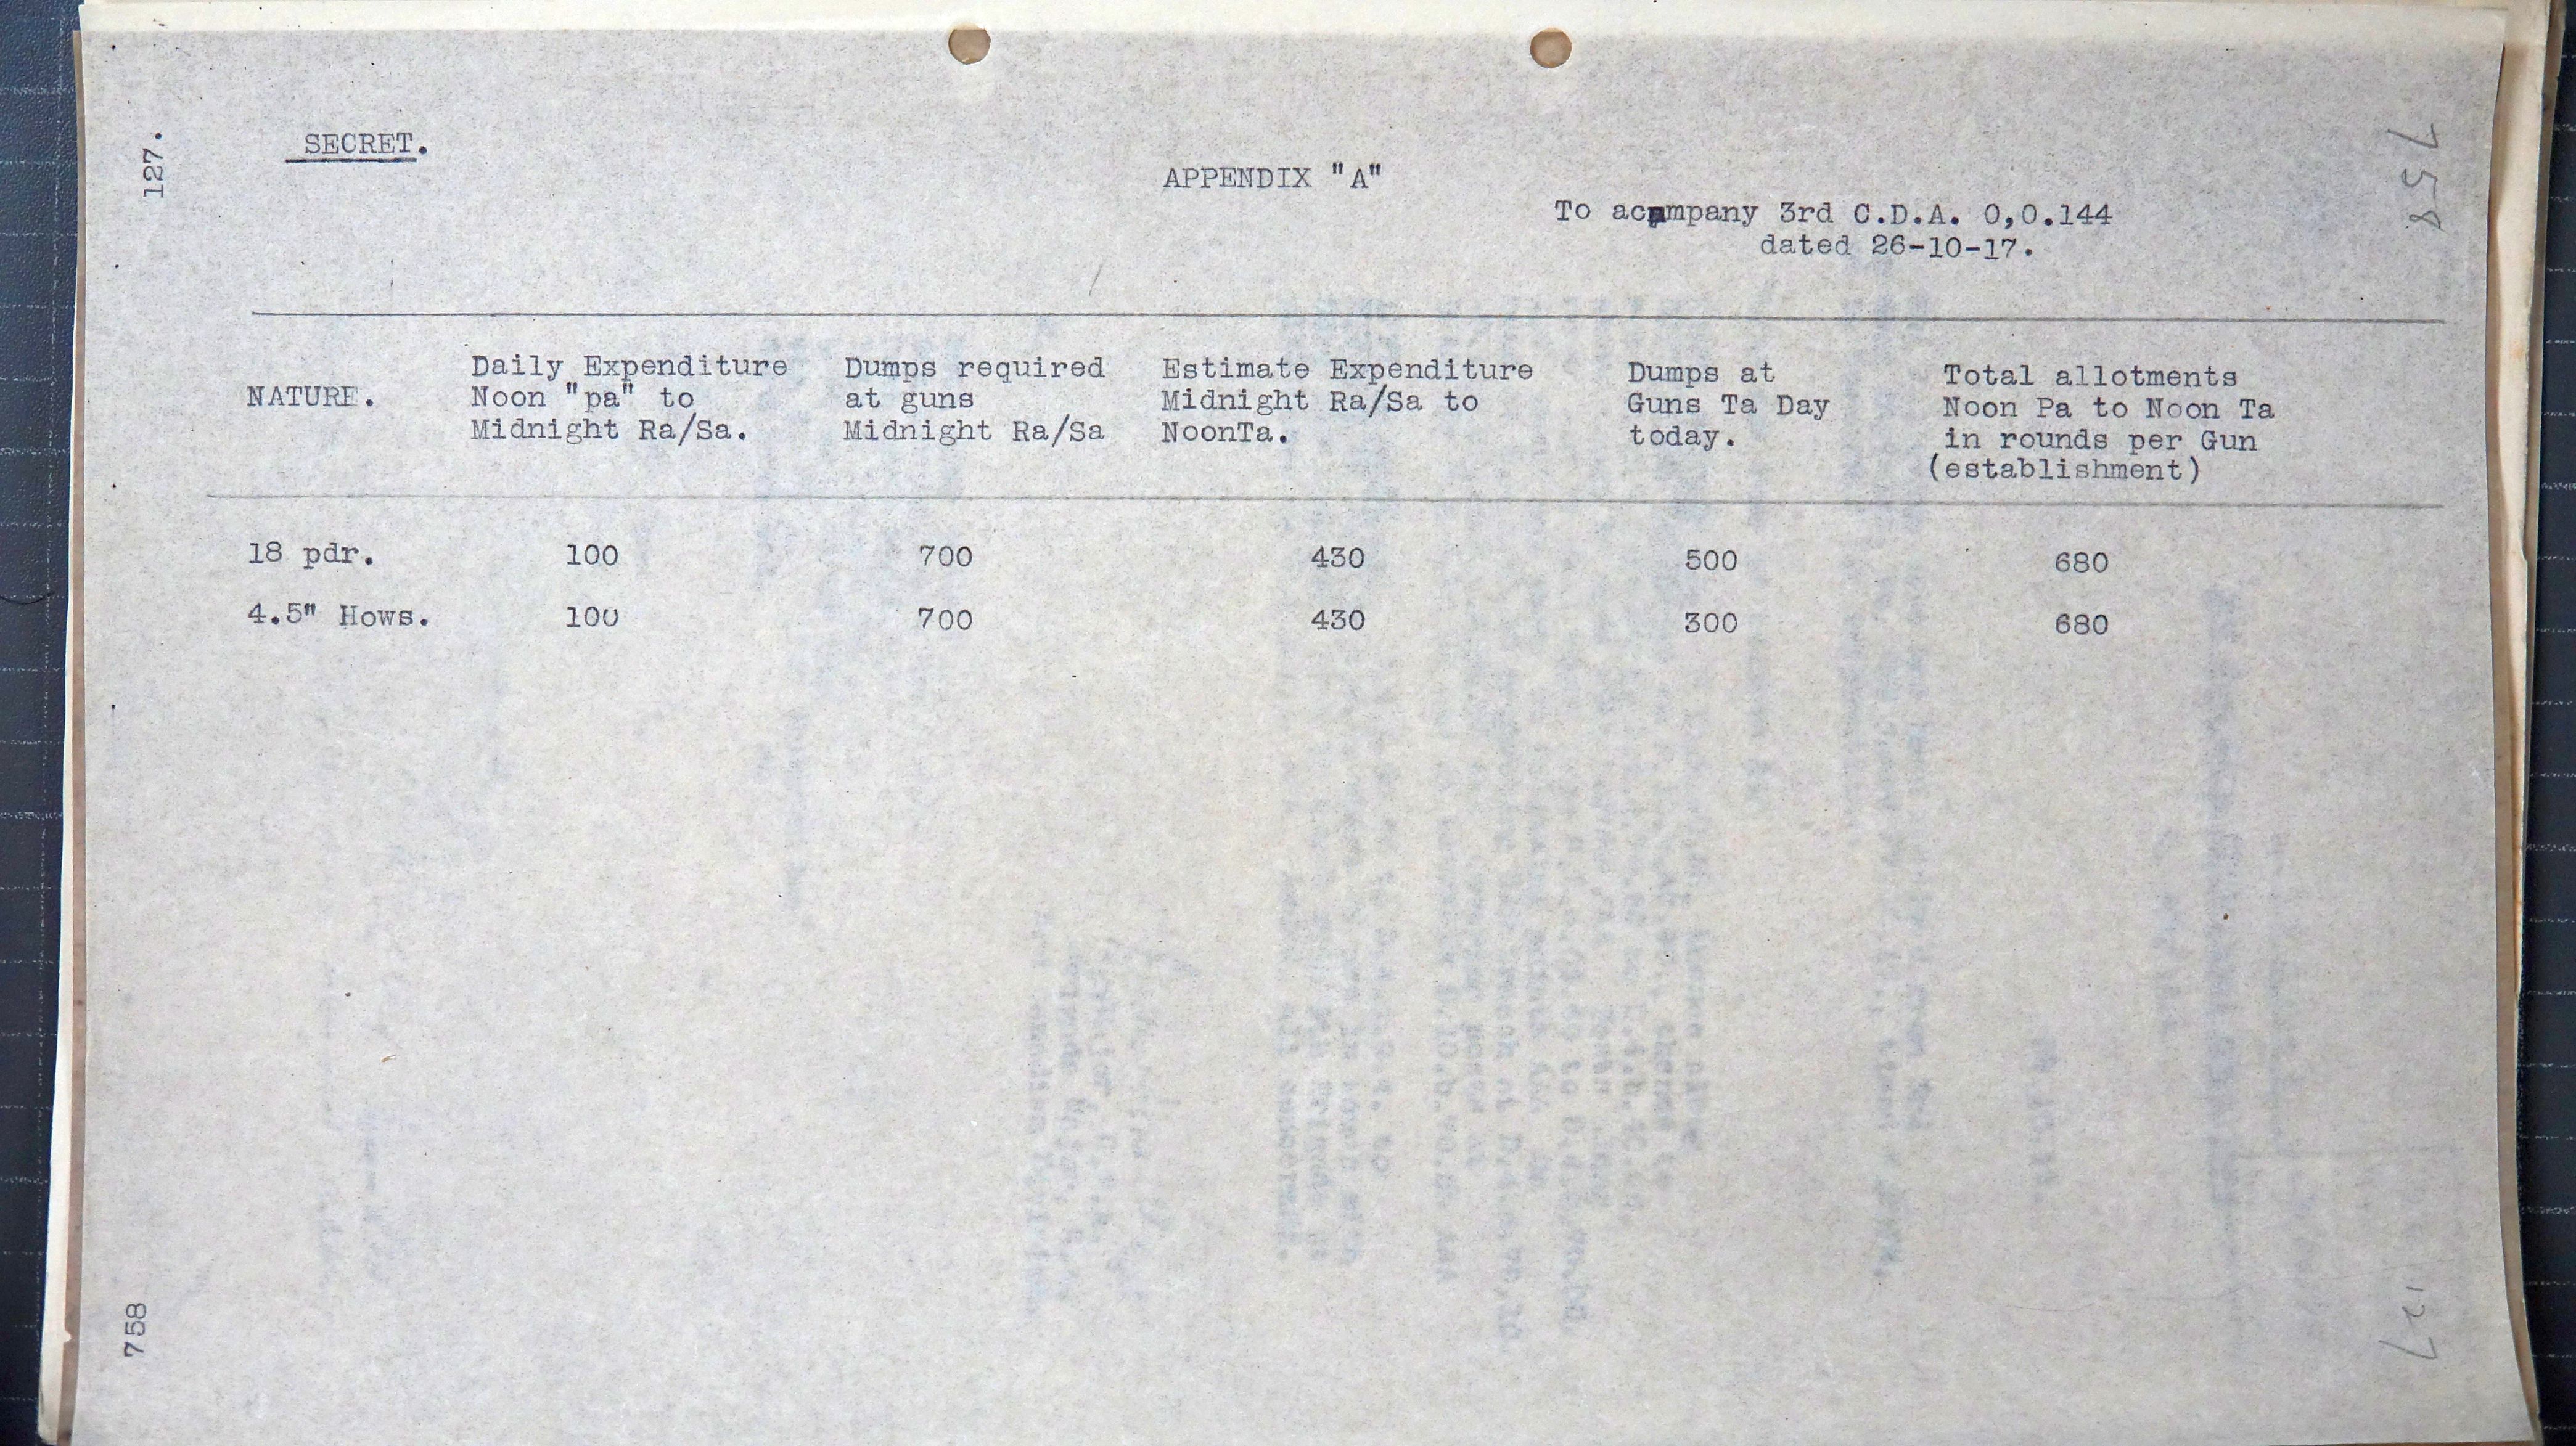 127.
SECRET.
758
APPENDIX "A"
To acpmpany 3rd C.D.A. O,O.144
dated 26-10-17.
NATURE.
Daily Expenditure
Noon "pa" to
Midnight Ra/Sa.
Dumps required
at guns
Midnight Ra/Sa
Estimate Expenditure
Midnight Ra/Sa to
NoonTa.
Dumps at
Guns Ta Day
today.
Total allotments
Noon Pa to Noon Ta
in rounds per Gun
(establishment)
18 pdr. 100 700 430 500 680
4.5" Hows. 100 700 430 300 680
758
127